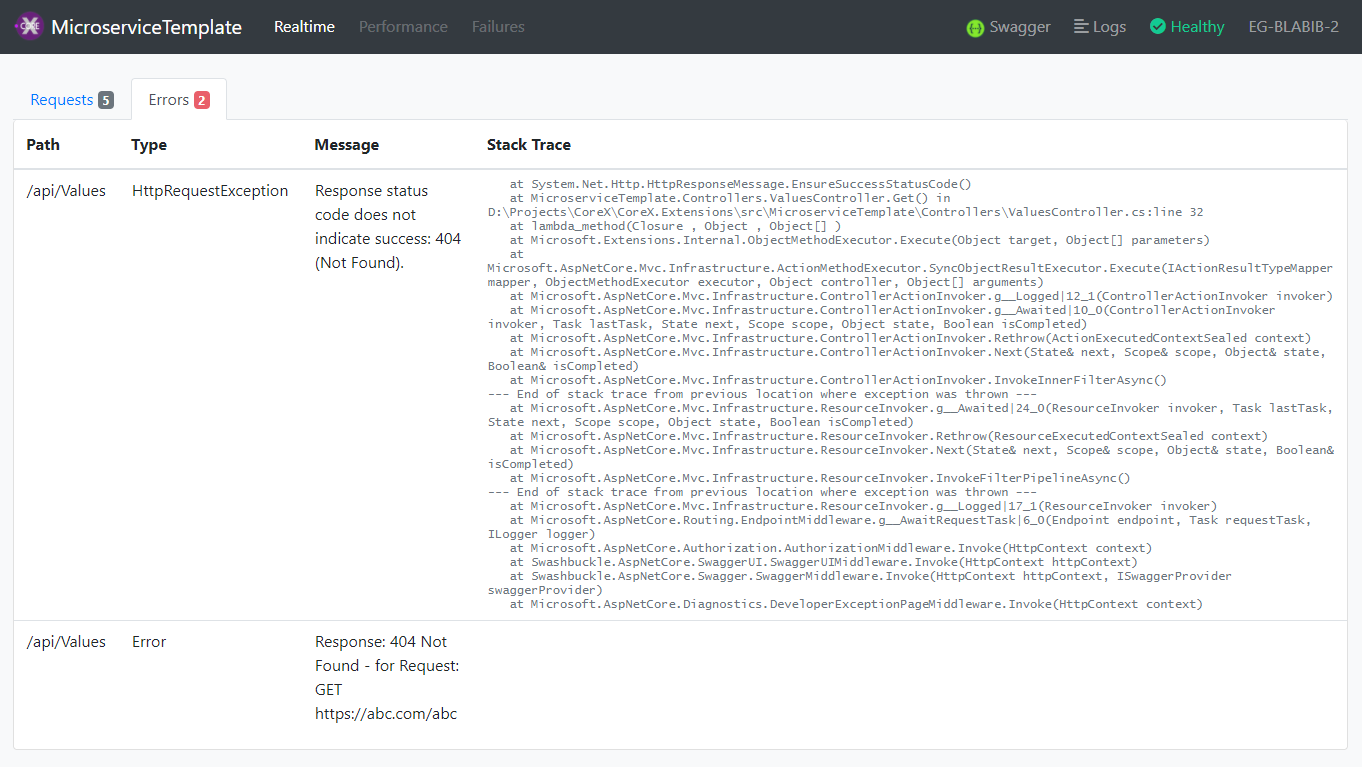 MicroserviceTemplate Realtime Performance Failures Swagger Logs Healthy EG-BLABIB-2
Requests 5 Errors 2
Path Type Message Stack Trace
/api/Values HttpRequestException
Response status
code does not
indicate success: 404
(Not Found).
at System.Net.Http.HttpResponseMessage.EnsureSuccessStatusCode()
at MicroserviceTemplate.Controllers.ValuesController.Get() in
D:\Projects\CoreX\CoreX.Extensions\src\MicroserviceTemplate\Controllers\ValuesController.cs:line 32
at lambda_method(Closure , Object , Object[] )
at Microsoft.Extensions.Internal.ObjectMethodExecutor.Execute(Object target, Object[] parameters)
at
Microsoft.AspNetCore.Mvc.Infrastructure.ActionMethodExecutor.SyncObjectResultExecutor.Execute(IActionResultTypeMapper
mapper, ObjectMethodExecutor executor, Object controller, Object[] arguments)
at Microsoft.AspNetCore.Mvc.Infrastructure.ControllerActionInvoker.g__Logged|12_1(ControllerActionInvoker invoker)
at Microsoft.AspNetCore.Mvc.Infrastructure.ControllerActionInvoker.g__Awaited|10_0(ControllerActionInvoker
invoker, Task lastTask, State next, Scope scope, Object state, Boolean isCompleted)
at Microsoft.AspNetCore.Mvc.Infrastructure.ControllerActionInvoker.Rethrow(ActionExecutedContextSealed context)
at Microsoft.AspNetCore.Mvc.Infrastructure.ControllerActionInvoker.Next(State& next, Scope& scope, Object& state,
Boolean& isCompleted)
at Microsoft.AspNetCore.Mvc.Infrastructure.ControllerActionInvoker.InvokeInnerFilterAsync()
--- End of stack trace from previous location where exception was thrown ---
at Microsoft.AspNetCore.Mvc.Infrastructure.ResourceInvoker.g__Awaited|24_0(ResourceInvoker invoker, Task lastTask,
State next, Scope scope, Object state, Boolean isCompleted)
at Microsoft.AspNetCore.Mvc.Infrastructure.ResourceInvoker.Rethrow(ResourceExecutedContextSealed context)
at Microsoft.AspNetCore.Mvc.Infrastructure.ResourceInvoker.Next(State& next, Scope& scope, Object& state, Boolean&
isCompleted)
at Microsoft.AspNetCore.Mvc.Infrastructure.ResourceInvoker.InvokeFilterPipelineAsync()
--- End of stack trace from previous location where exception was thrown ---
at Microsoft.AspNetCore.Mvc.Infrastructure.ResourceInvoker.g__Logged|17_1(ResourceInvoker invoker)
at Microsoft.AspNetCore.Routing.EndpointMiddleware.g__AwaitRequestTask|6_0(Endpoint endpoint, Task requestTask,
ILogger logger)
at Microsoft.AspNetCore.Authorization.AuthorizationMiddleware.Invoke(HttpContext context)
at Swashbuckle.AspNetCore.SwaggerUI.SwaggerUIMiddleware.Invoke(HttpContext httpContext)
at Swashbuckle.AspNetCore.Swagger.SwaggerMiddleware.Invoke(HttpContext httpContext, ISwaggerProvider
swaggerProvider)
at Microsoft.AspNetCore.Diagnostics.DeveloperExceptionPageMiddleware.Invoke(HttpContext context)
/api/Values Error
Response: 404 Not
Found - for Request:
GET
https://abc.com/abc